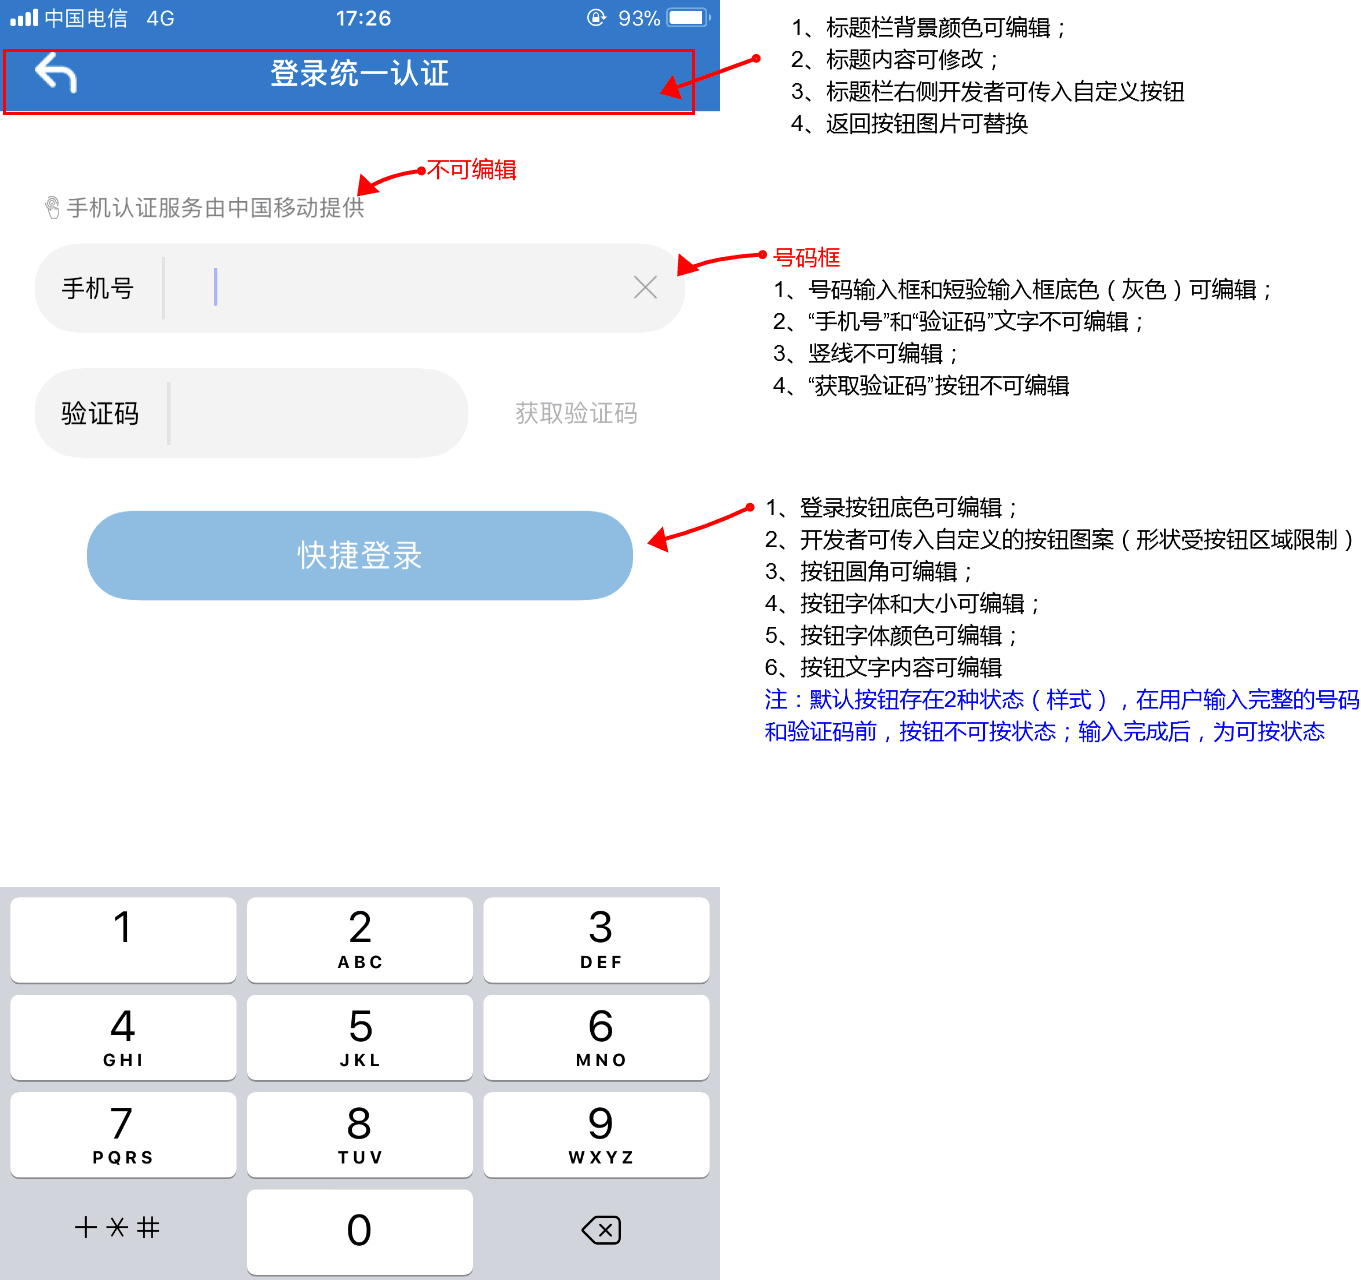 中国电信 4G 17:26 93%
登录统一认证
1、标题栏背景颜色可编辑；
2、标题内容可修改；
3、标题栏右侧开发者可传入自定义按钮
4、返回按钮图片可替换
不可编辑
手机认证服务由中国移动提供
手机号
号码框
1、号码输入框和短验输入框底色（灰色）可编辑；
2、“手机号”和“验证码”文字不可编辑；
3、竖线不可编辑；
4、“获取验证码”按钮不可编辑
验证码
获取验证码
快捷登录
1、登录按钮底色可编辑；
2、开发者可传入自定义的按钮图案（形状受按钮区域限制）
3、按钮圆角可编辑；
4、按钮字体和大小可编辑；
5、按钮字体颜色可编辑；
6、按钮文字内容可编辑
注：默认按钮存在2种状态（样式），在用户输入完整的号码
和验证码前，按钮不可按状态；输入完成后，为可按状态
1 2 3
ABC DEF
4 5 6
GHI JKL MNO
7 8 9
PQRS TUV WXYZ
+ * # 0